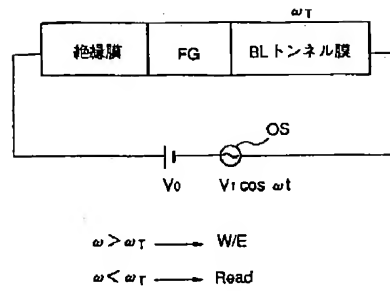 ωT
絶縁膜 FG BLトンネル膜
OS
V0 V1 cos ωt
ω>ωT → W/E
ω<ωT → Read